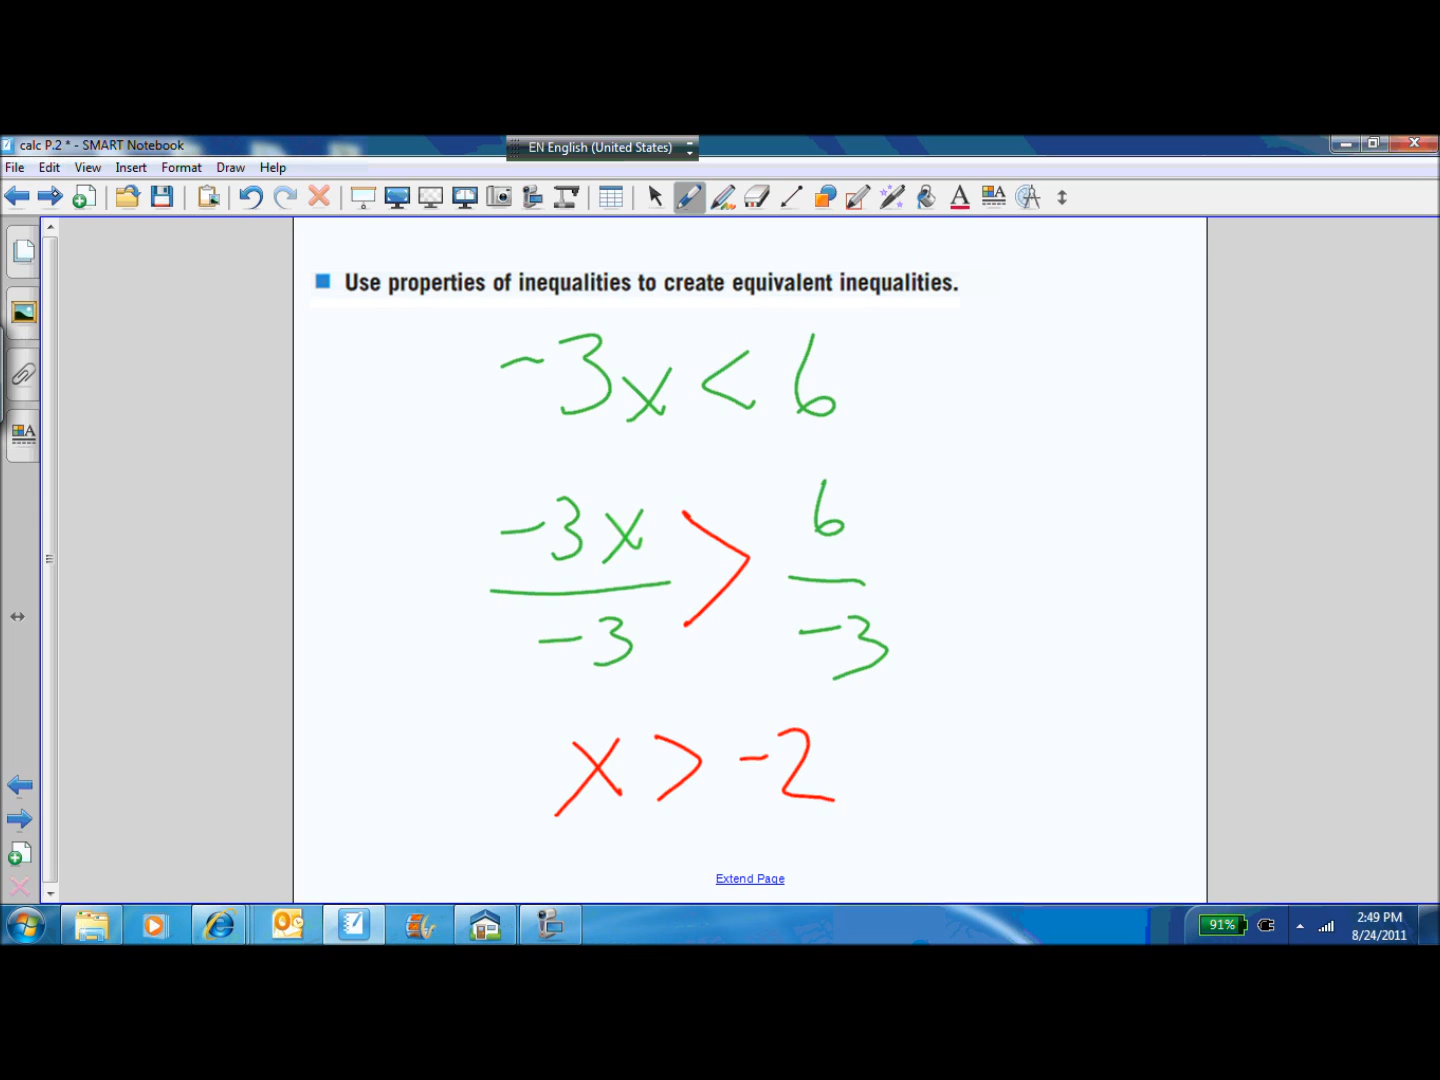 calc P.2 * - SMART Notebook
EN English (United States)
File Edit View Insert Format Draw Help
Use properties of inequalities to create equivalent inequalities.
-3x < 6
-3x > 6
-3 -3
x > -2
Extend Page
91%
2:49 PM
8/24/2011